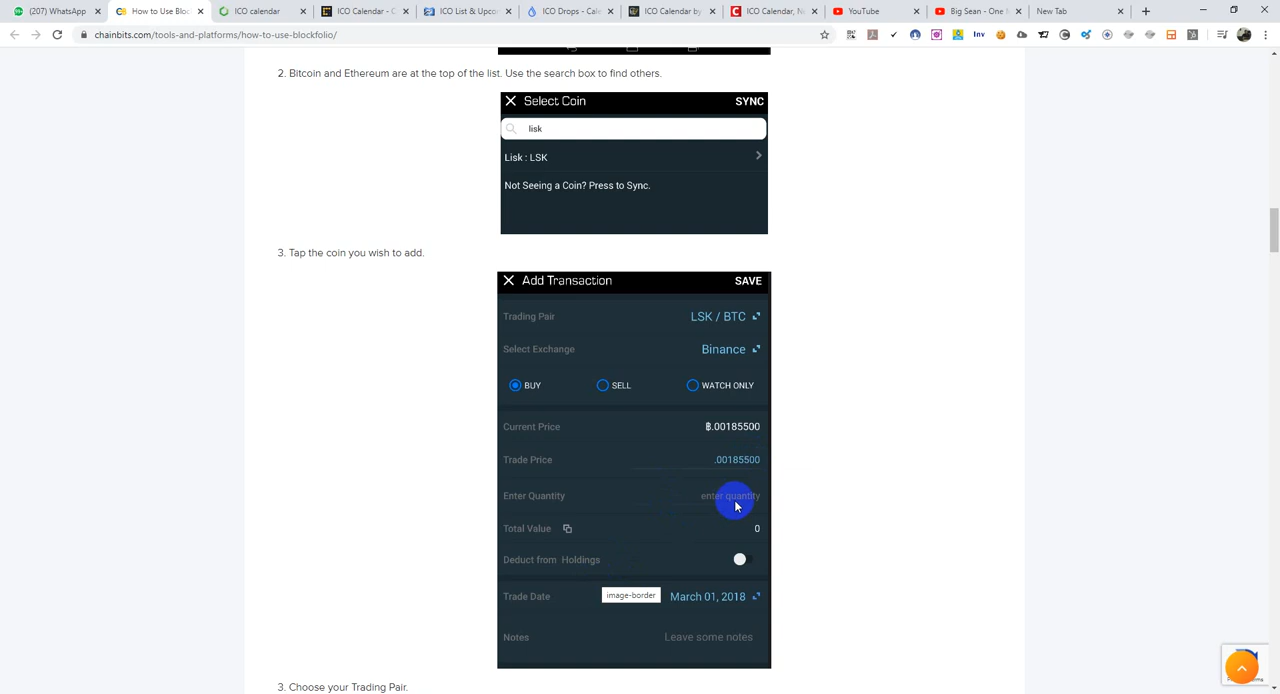 (207) WhatsApp
How to Use Bloc
ICO calendar
ICO Calendar - C
ICO List & Upcor
ICO Drops - Cale
ICO Calendar by
ICO Calendar, Ne
YouTube
Big Sean - One M
New Tab
chainbits.com/tools-and-platforms/how-to-use-blockfolio/
Inv
2. Bitcoin and Ethereum are at the top of the list. Use the search box to find others.
Select Coin
SYNC
lisk
Lisk : LSK
Not Seeing a Coin? Press to Sync.
3. Tap the coin you wish to add.
Add Transaction
SAVE
Trading Pair
LSK / BTC
Select Exchange
Binance
BUY
SELL
WATCH ONLY
Current Price
฿.00185500
Trade Price
.00185500
Enter Quantity
enter quantity
Total Value
0
Deduct from Holdings
Trade Date
image-border
March 01, 2018
Notes
Leave some notes
3. Choose your Trading Pair.